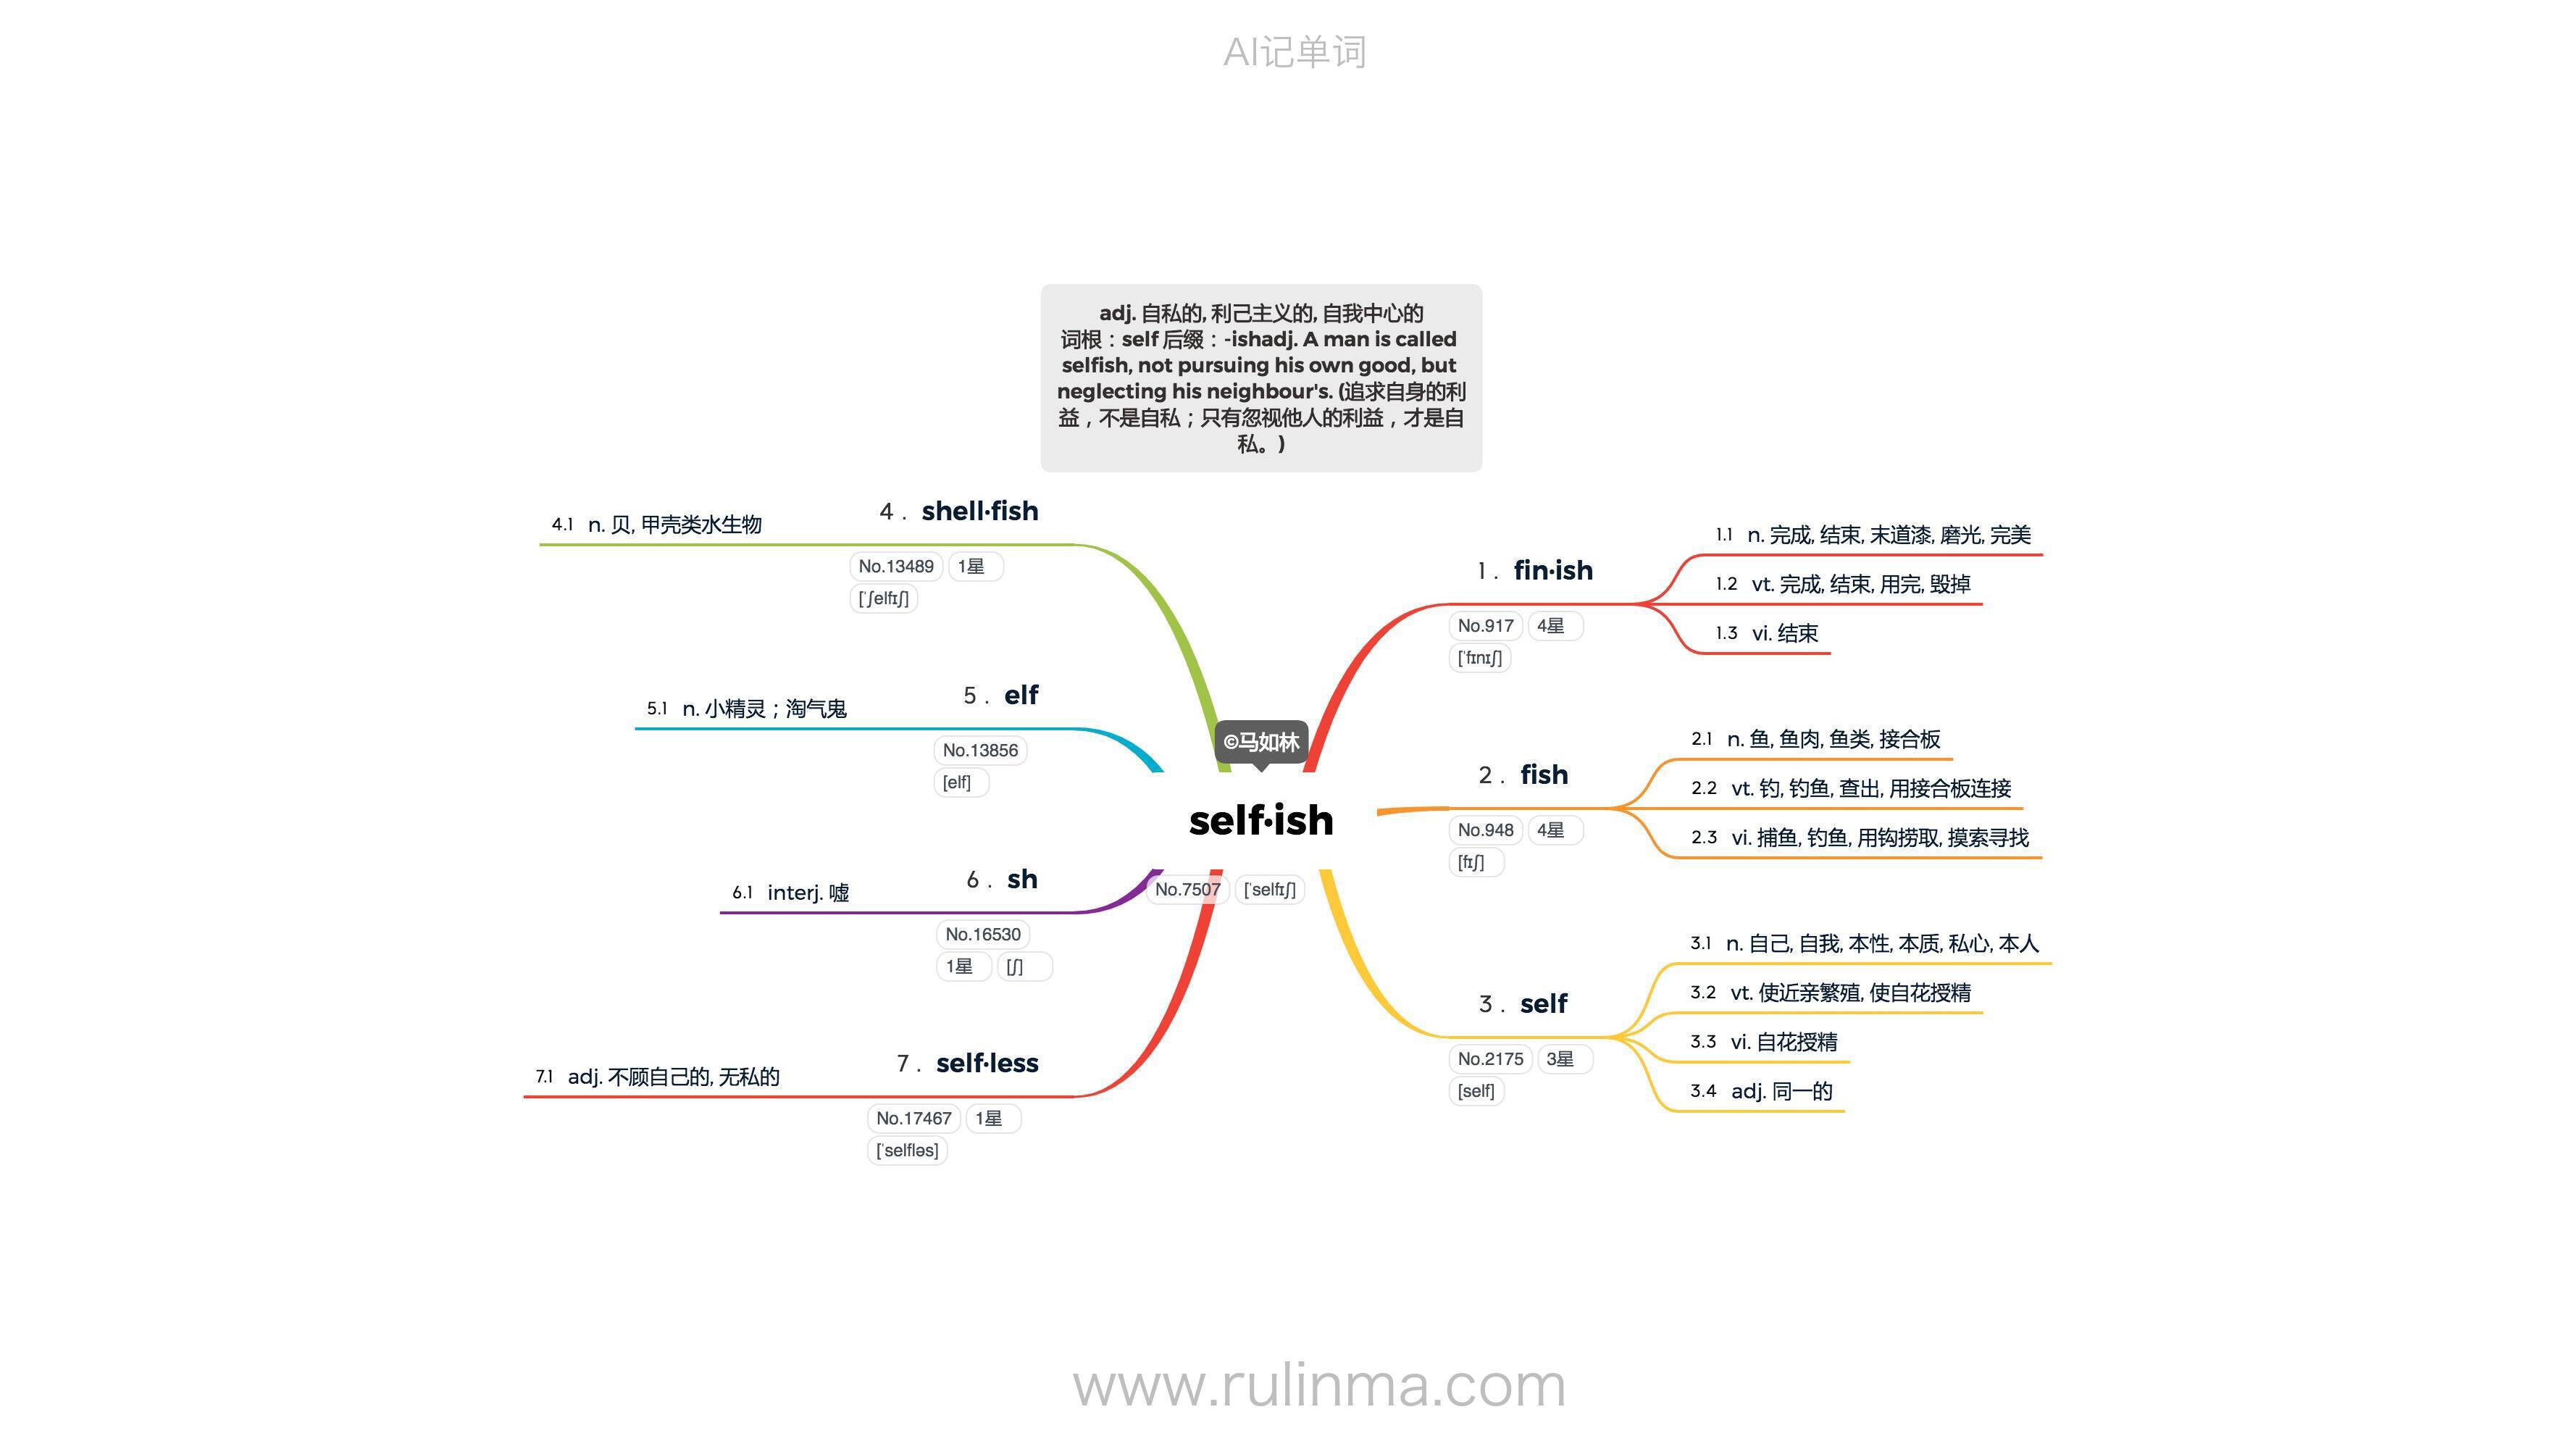 AI记单词
adj. 自私的, 利己主义的, 自我中心的
词根：self 后缀：-ishadj. A man is called
selfish, not pursuing his own good, but
neglecting his neighbour's. (追求自身的利
益，不是自私；只有忽视他人的利益，才是自
私。)
©马如林
self·ish
No.7507 [ˈselfɪʃ]
1 . fin·ish
No.917 4星
[ˈfɪnɪʃ]
1.1 n. 完成, 结束, 末道漆, 磨光, 完美
1.2 vt. 完成, 结束, 用完, 毁掉
1.3 vi. 结束
2 . fish
No.948 4星
[fɪʃ]
2.1 n. 鱼, 鱼肉, 鱼类, 接合板
2.2 vt. 钓, 钓鱼, 查出, 用接合板连接
2.3 vi. 捕鱼, 钓鱼, 用钩捞取, 摸索寻找
3 . self
No.2175 3星
[self]
3.1 n. 自己, 自我, 本性, 本质, 私心, 本人
3.2 vt. 使近亲繁殖, 使自花授精
3.3 vi. 自花授精
3.4 adj. 同一的
4 . shell·fish
No.13489 1星
[ˈʃelfɪʃ]
4.1 n. 贝, 甲壳类水生物
5 . elf
No.13856
[elf]
5.1 n. 小精灵；淘气鬼
6 . sh
No.16530
1星 [ʃ]
6.1 interj. 嘘
7 . self·less
No.17467 1星
[ˈselfləs]
7.1 adj. 不顾自己的, 无私的
www.rulinma.com